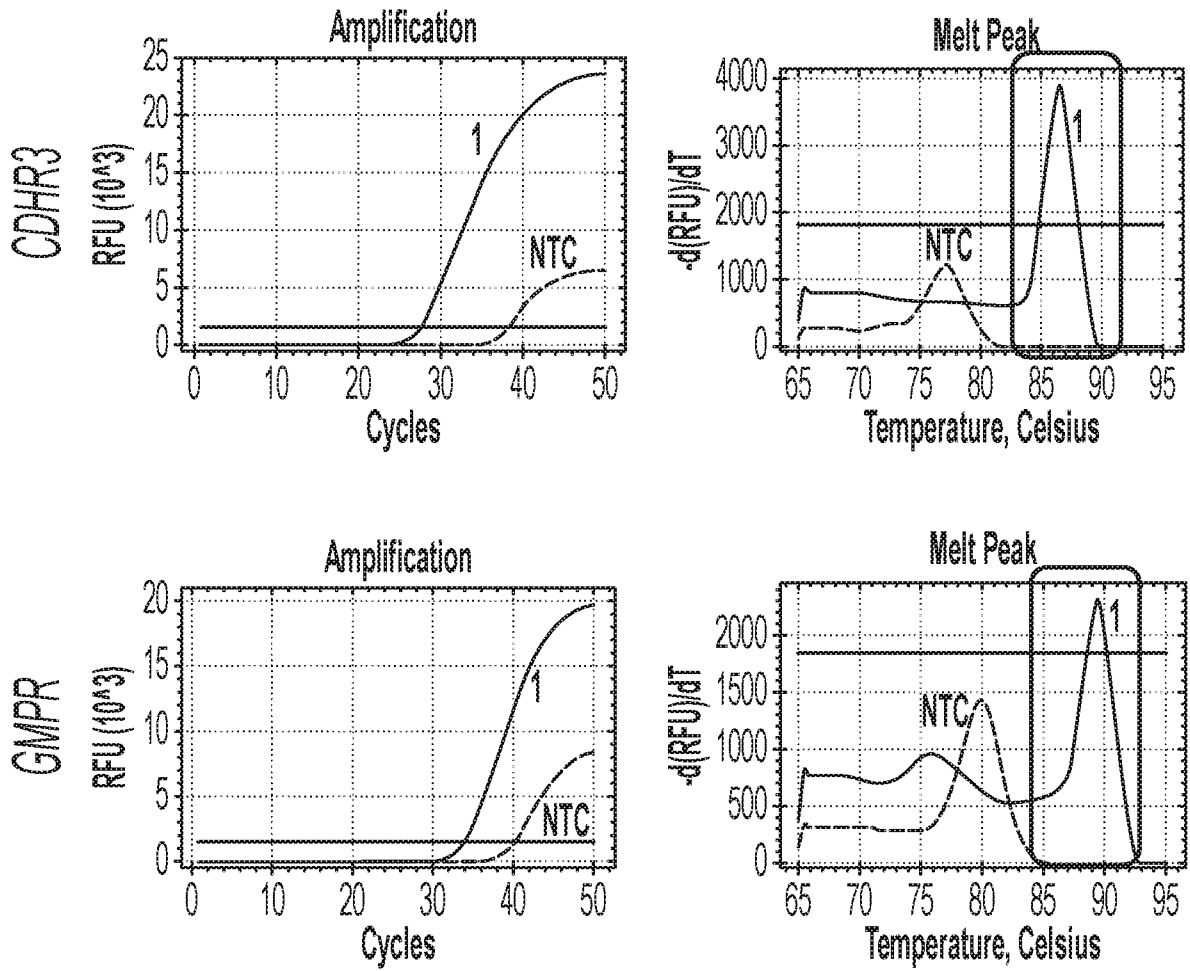 Amplification
Melt Peak
CDHR3
RFU (10^3)
25
20
15
10
5
0
1
NTC
0 10 20 30 40 50
Cycles
-d(RFU)/dT
4000
3000
2000
1000
0
1
NTC
65 70 75 80 85 90 95
Temperature, Celsius
Amplification
Melt Peak
GMPR
RFU (10^3)
20
15
10
5
0
1
NTC
0 10 20 30 40 50
Cycles
-d(RFU)/dT
2000
1500
1000
500
0
1
NTC
65 70 75 80 85 90 95
Temperature, Celsius